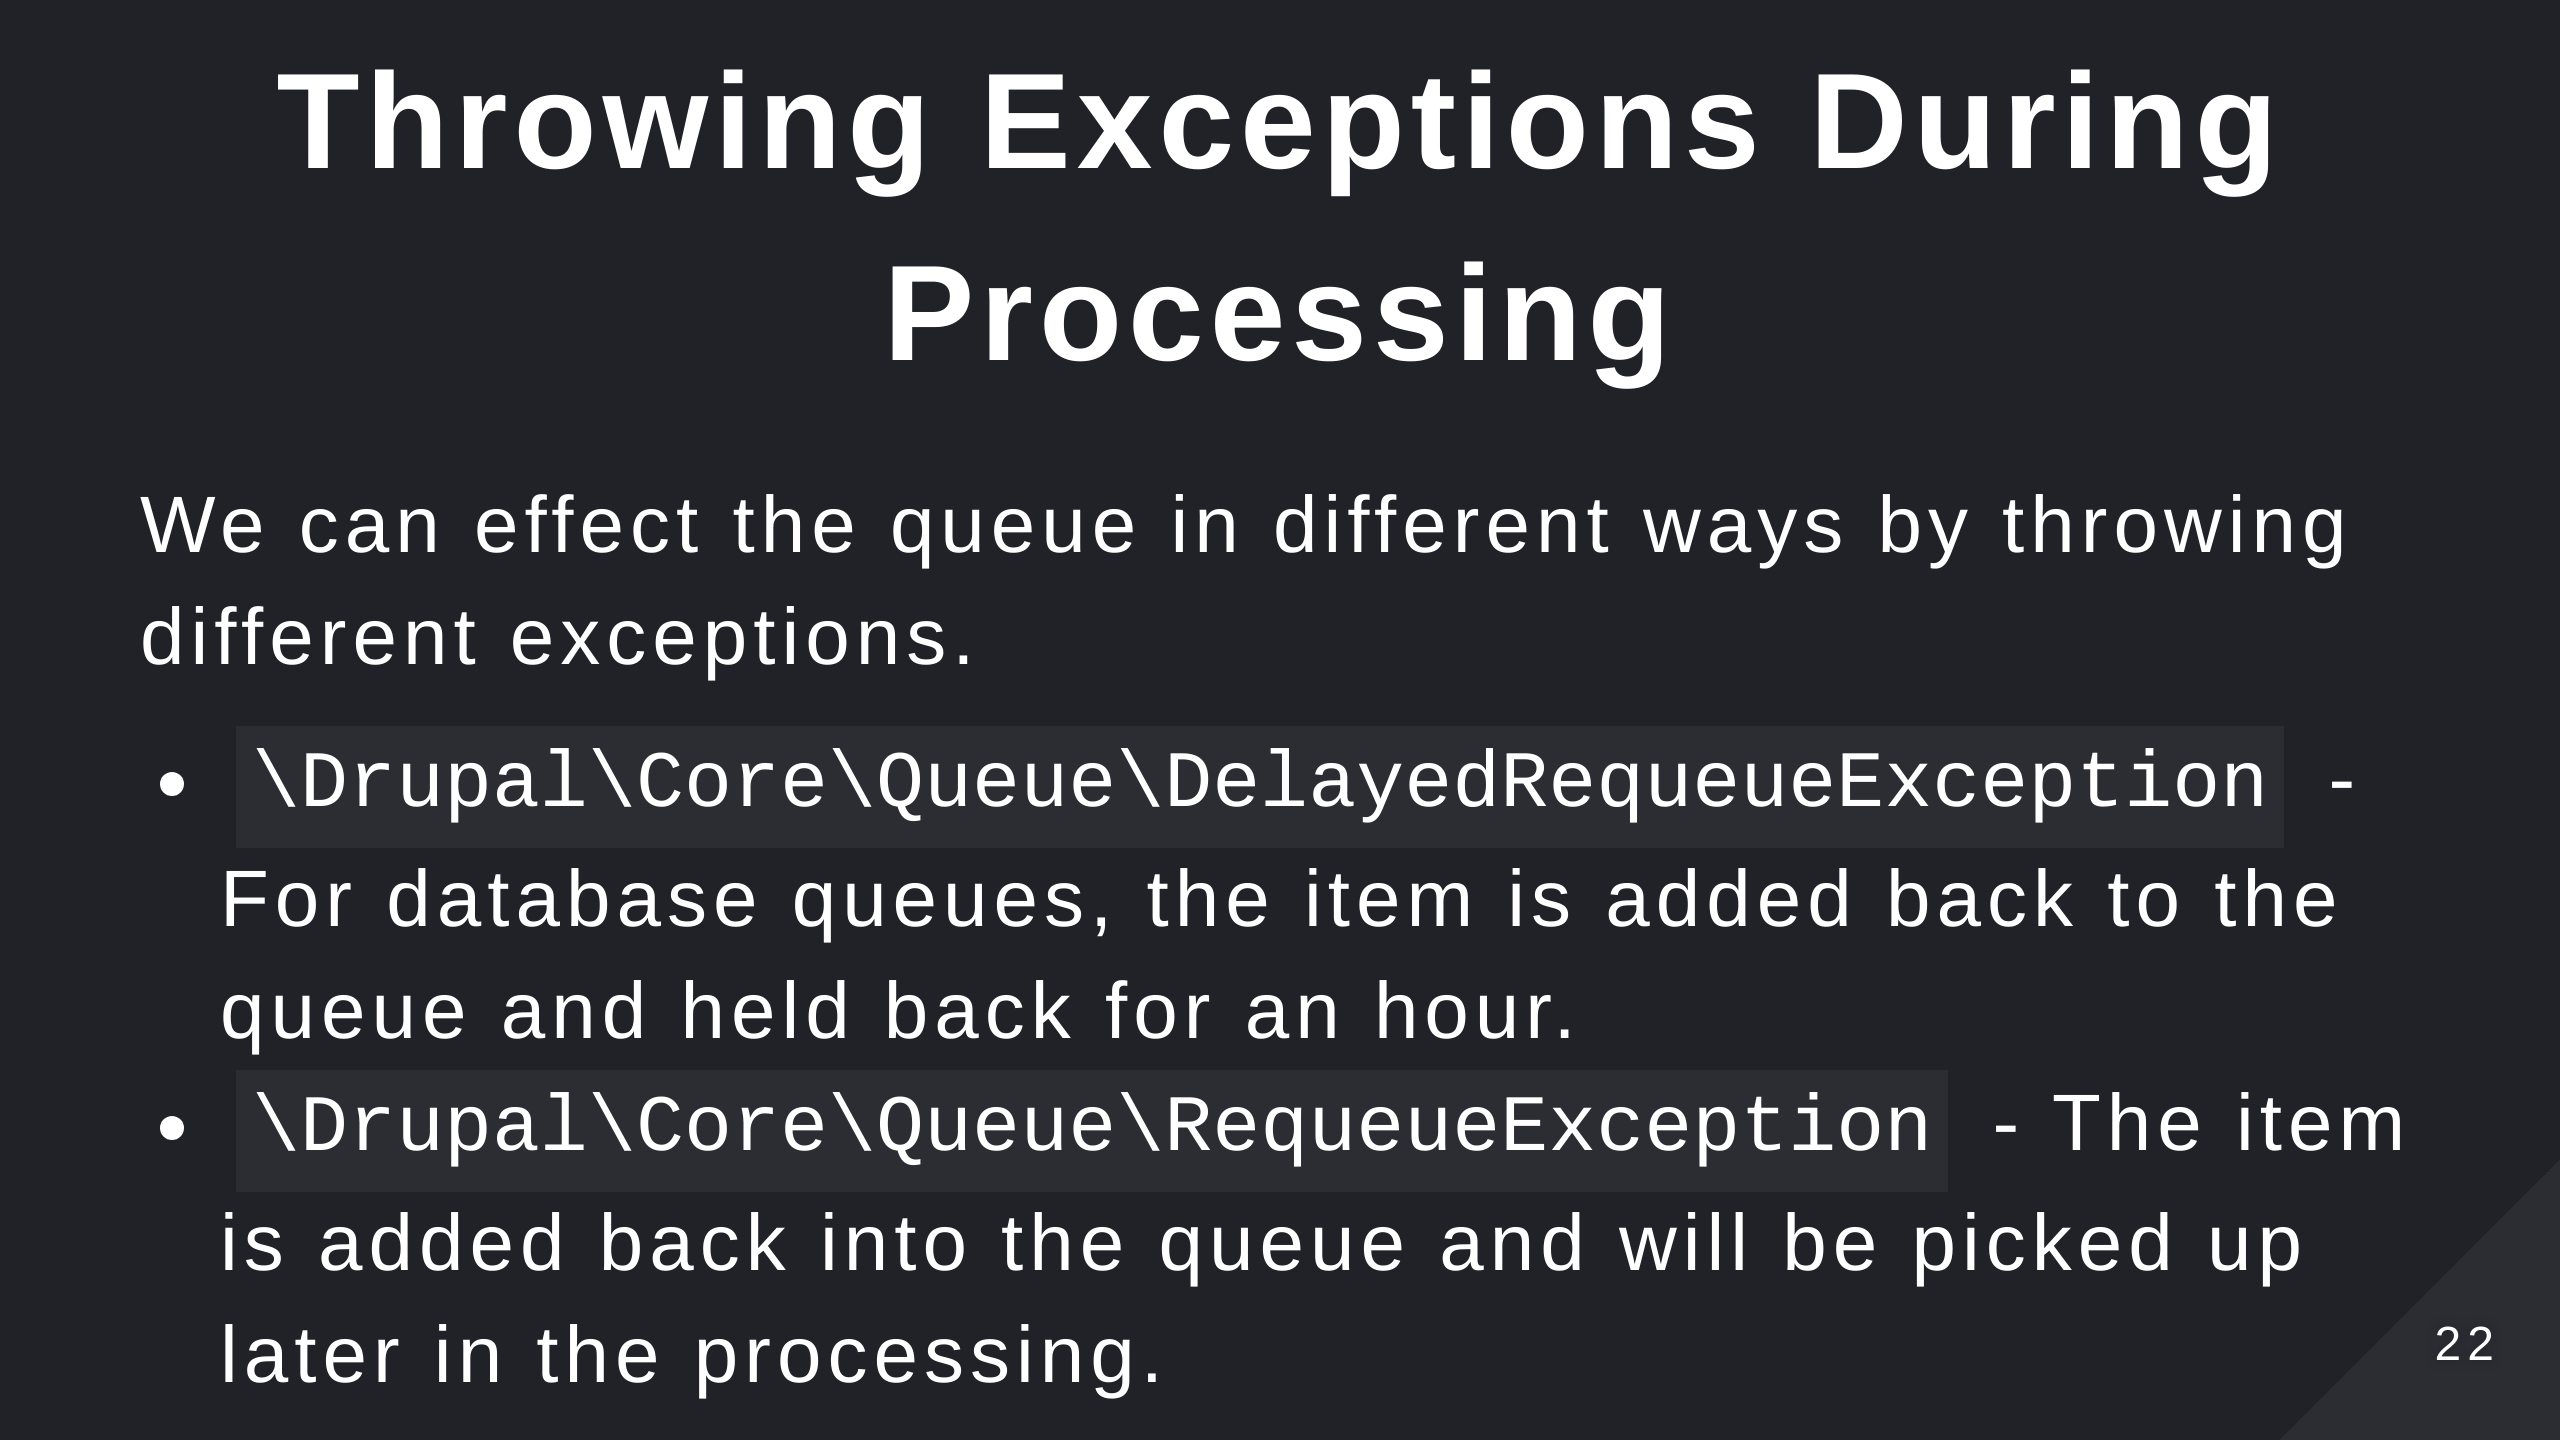 Throwing Exceptions During
Processing
We can effect the queue in different ways by throwing
different exceptions.
• \Drupal\Core\Queue\DelayedRequeueException -
For database queues, the item is added back to the
queue and held back for an hour.
• \Drupal\Core\Queue\RequeueException - The item
is added back into the queue and will be picked up
later in the processing.
22